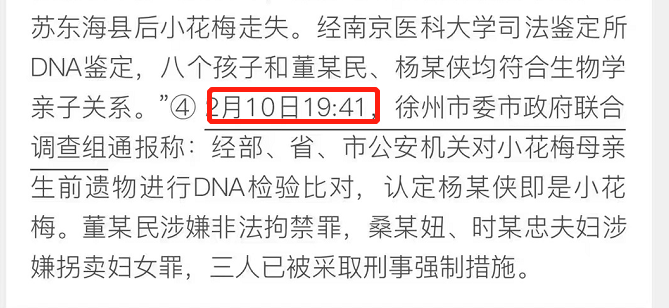 苏东海县后小花梅走失。经南京医科大学司法鉴定所
DNA鉴定，八个孩子和董某民、杨某侠均符合生物学
亲子关系。”④ 2月10日19:41，徐州市委市政府联合
调查组通报称：经部、省、市公安机关对小花梅母亲
生前遗物进行DNA检验比对，认定杨某侠即是小花
梅。董某民涉嫌非法拘禁罪，桑某妞、时某忠夫妇涉
嫌拐卖妇女罪，三人已被采取刑事强制措施。